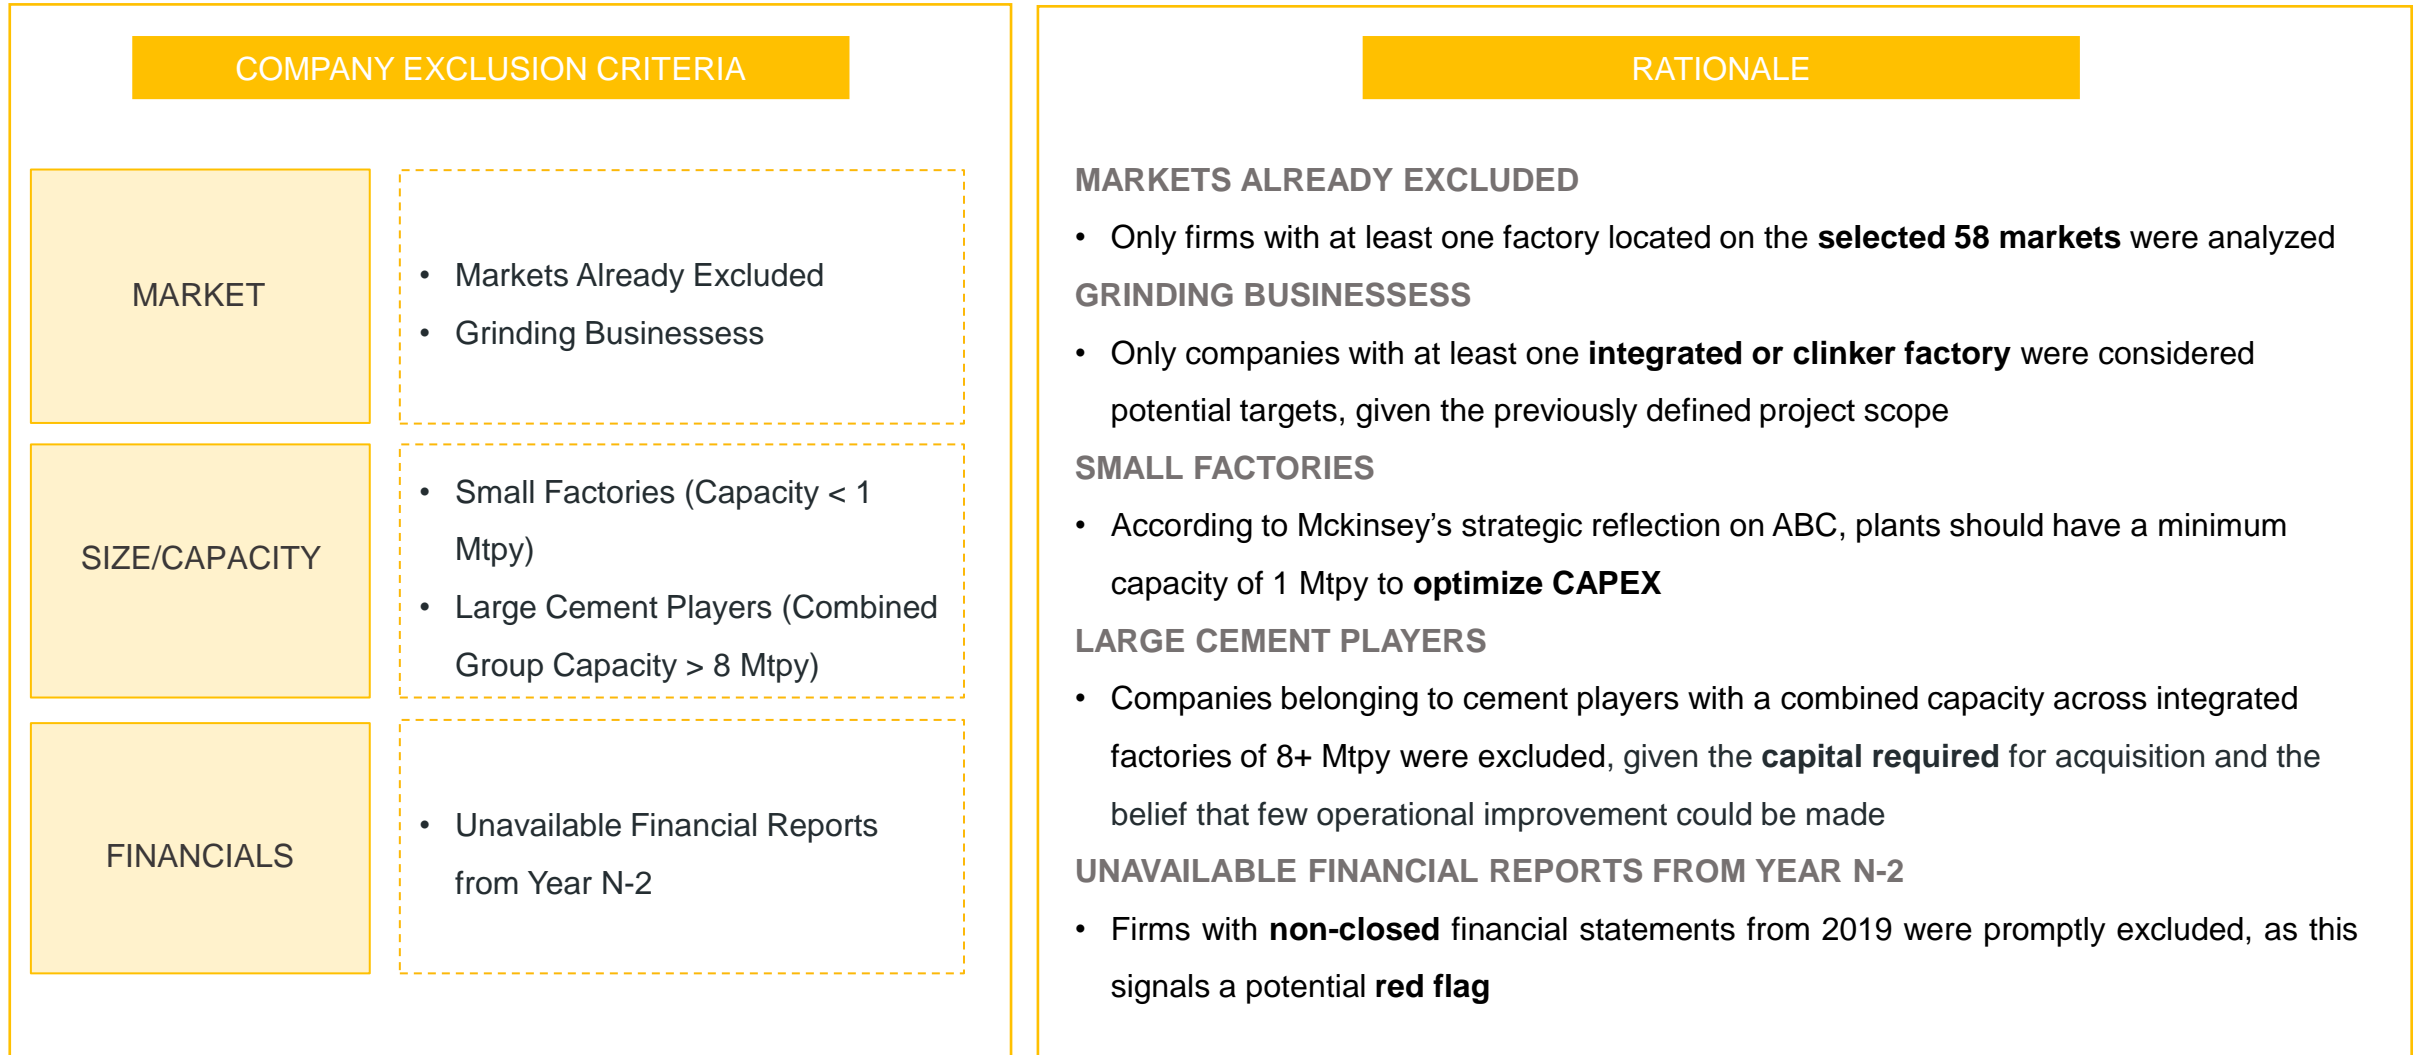 COMPANY EXCLUSION CRITERIA
MARKET
• Markets Already Excluded
• Grinding Businessess
SIZE/CAPACITY
• Small Factories (Capacity < 1
Mtpy)
• Large Cement Players (Combined
Group Capacity > 8 Mtpy)
FINANCIALS
• Unavailable Financial Reports
from Year N-2
RATIONALE
MARKETS ALREADY EXCLUDED
• Only firms with at least one factory located on the selected 58 markets were analyzed
GRINDING BUSINESSESS
• Only companies with at least one integrated or clinker factory were considered
potential targets, given the previously defined project scope
SMALL FACTORIES
• According to Mckinsey’s strategic reflection on ABC, plants should have a minimum
capacity of 1 Mtpy to optimize CAPEX
LARGE CEMENT PLAYERS
• Companies belonging to cement players with a combined capacity across integrated
factories of 8+ Mtpy were excluded, given the capital required for acquisition and the
belief that few operational improvement could be made
UNAVAILABLE FINANCIAL REPORTS FROM YEAR N-2
• Firms with non-closed financial statements from 2019 were promptly excluded, as this
signals a potential red flag